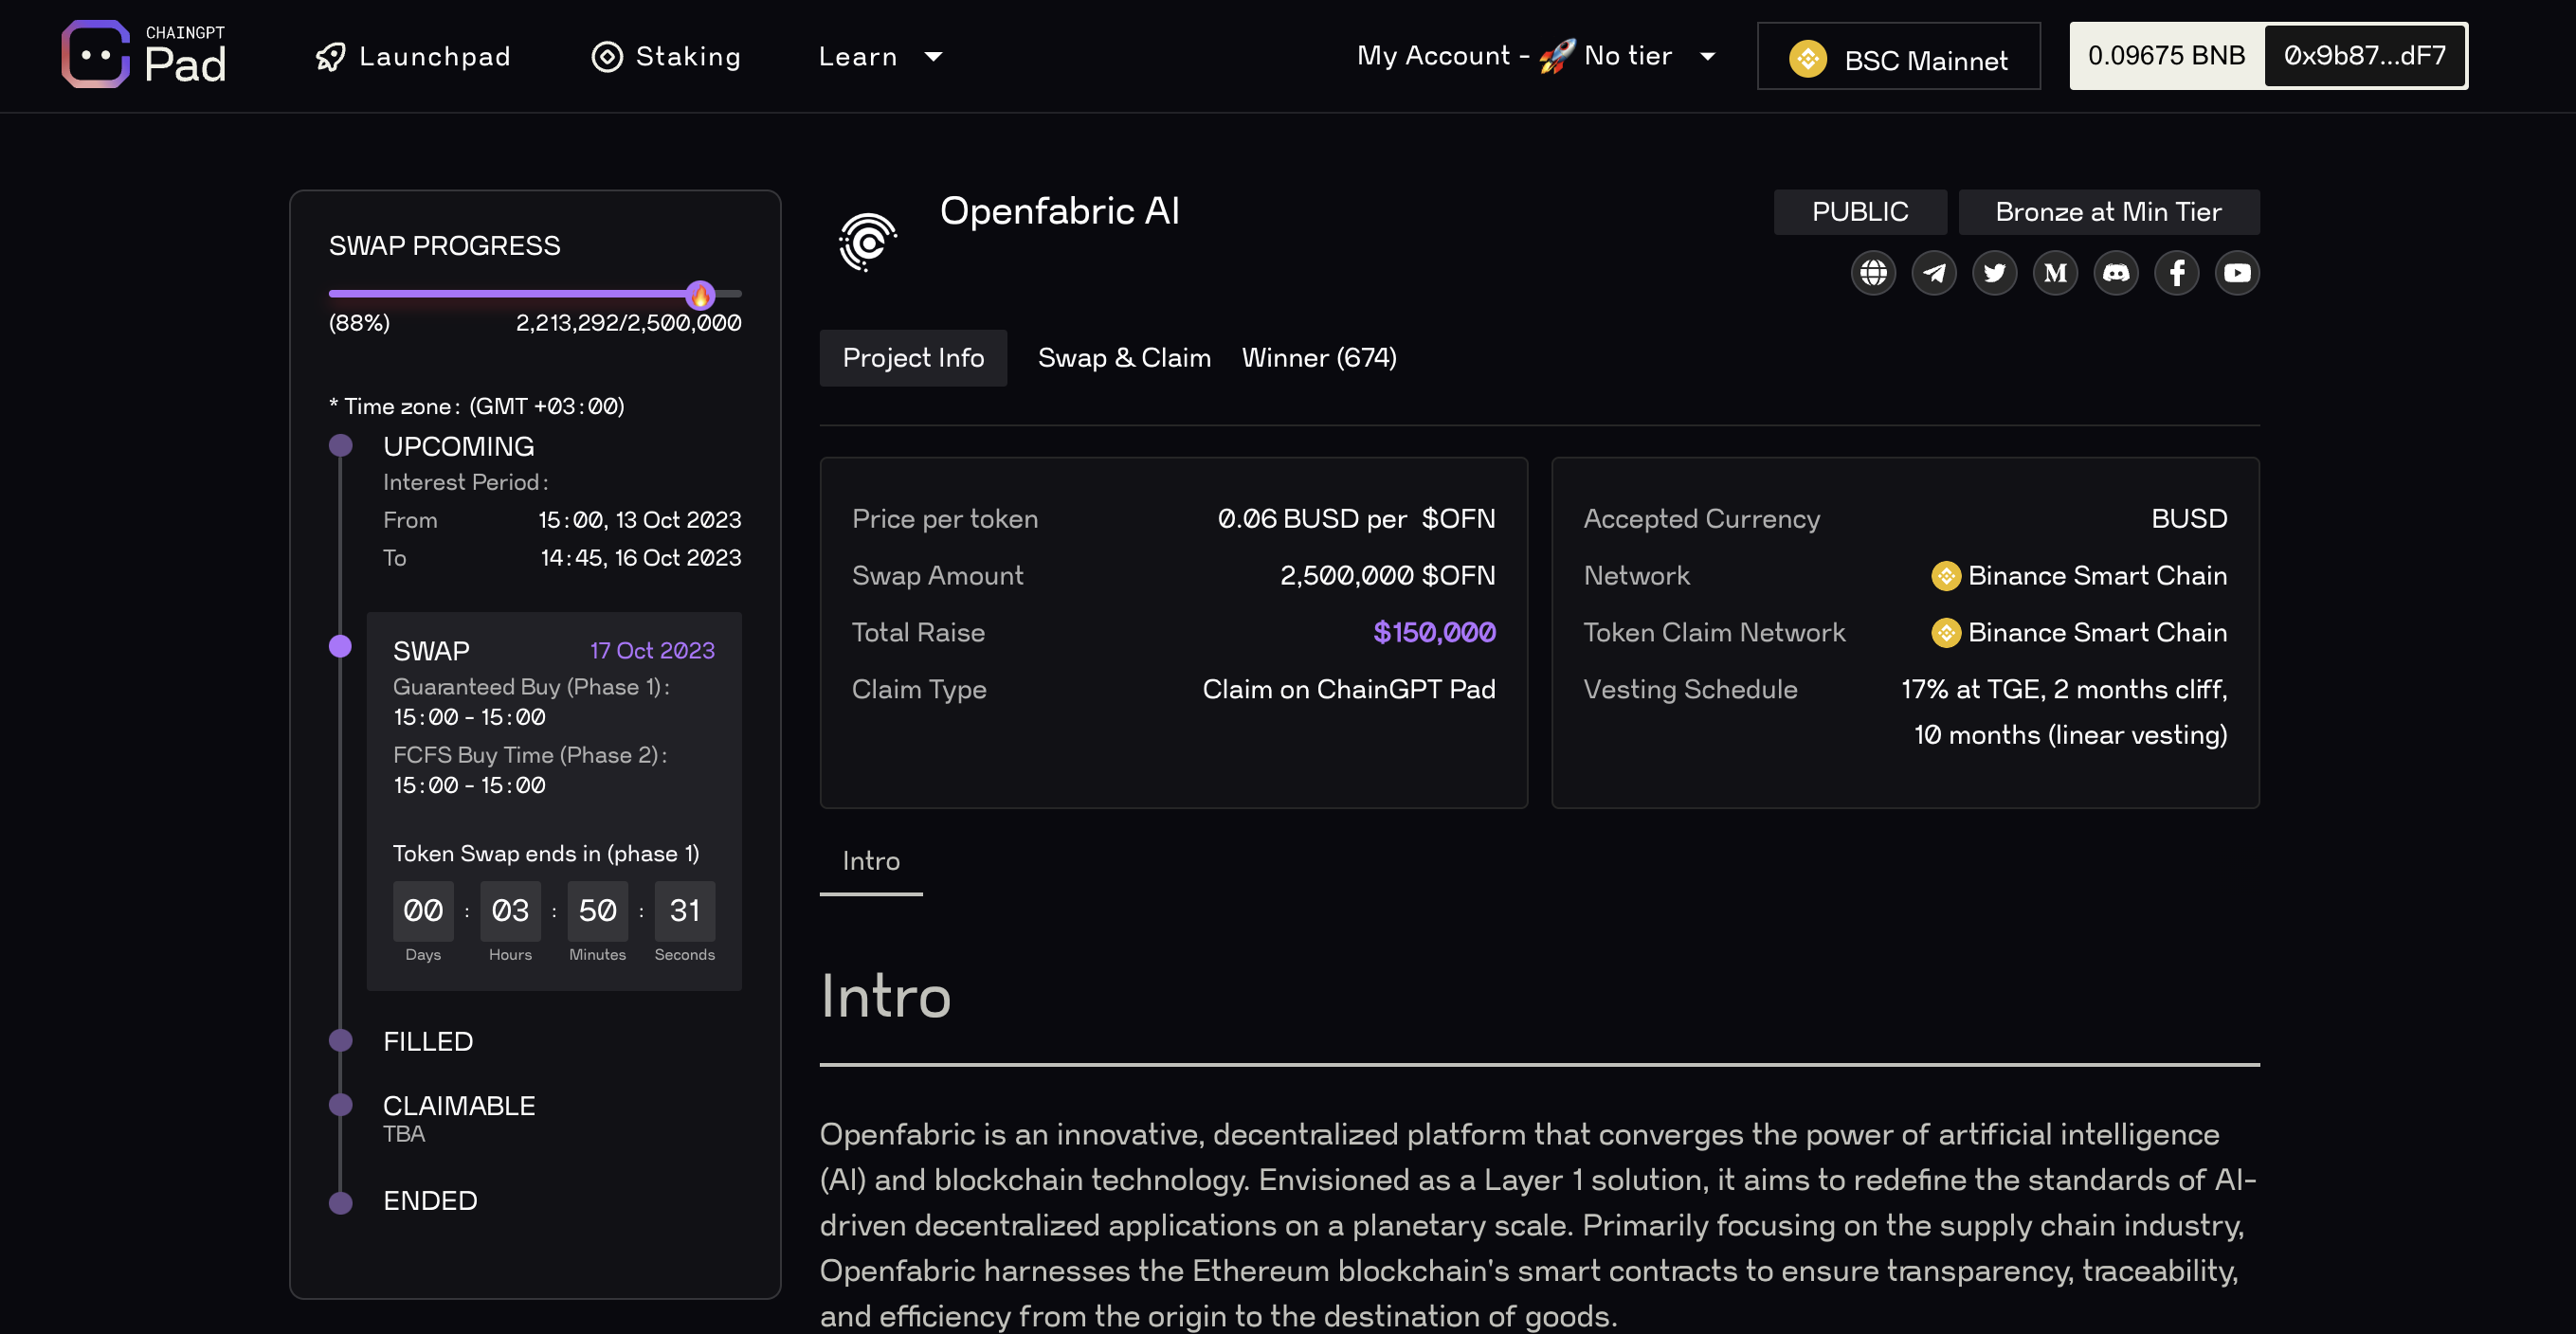 CHAINGPT
Pad
Launchpad
Staking
Learn
My Account - 🚀 No tier
BSC Mainnet
0.09675 BNB
0x9b87...dF7
SWAP PROGRESS
(88%) 2,213,292/2,500,000
* Time zone: (GMT +03:00)
UPCOMING
Interest Period:
From 15:00, 13 Oct 2023
To 14:45, 16 Oct 2023
SWAP 17 Oct 2023
Guaranteed Buy (Phase 1):
15:00 - 15:00
FCFS Buy Time (Phase 2):
15:00 - 15:00
Token Swap ends in (phase 1)
00 : 03 : 50 : 31
Days Hours Minutes Seconds
FILLED
CLAIMABLE
TBA
ENDED
Openfabric AI
PUBLIC
Bronze at Min Tier
Project Info
Swap & Claim
Winner (674)
Price per token 0.06 BUSD per $OFN
Swap Amount 2,500,000 $OFN
Total Raise $150,000
Claim Type Claim on ChainGPT Pad
Accepted Currency BUSD
Network Binance Smart Chain
Token Claim Network Binance Smart Chain
Vesting Schedule 17% at TGE, 2 months cliff,
10 months (linear vesting)
Intro
Intro
Openfabric is an innovative, decentralized platform that converges the power of artificial intelligence
(AI) and blockchain technology. Envisioned as a Layer 1 solution, it aims to redefine the standards of AI-
driven decentralized applications on a planetary scale. Primarily focusing on the supply chain industry,
Openfabric harnesses the Ethereum blockchain's smart contracts to ensure transparency, traceability,
and efficiency from the origin to the destination of goods.